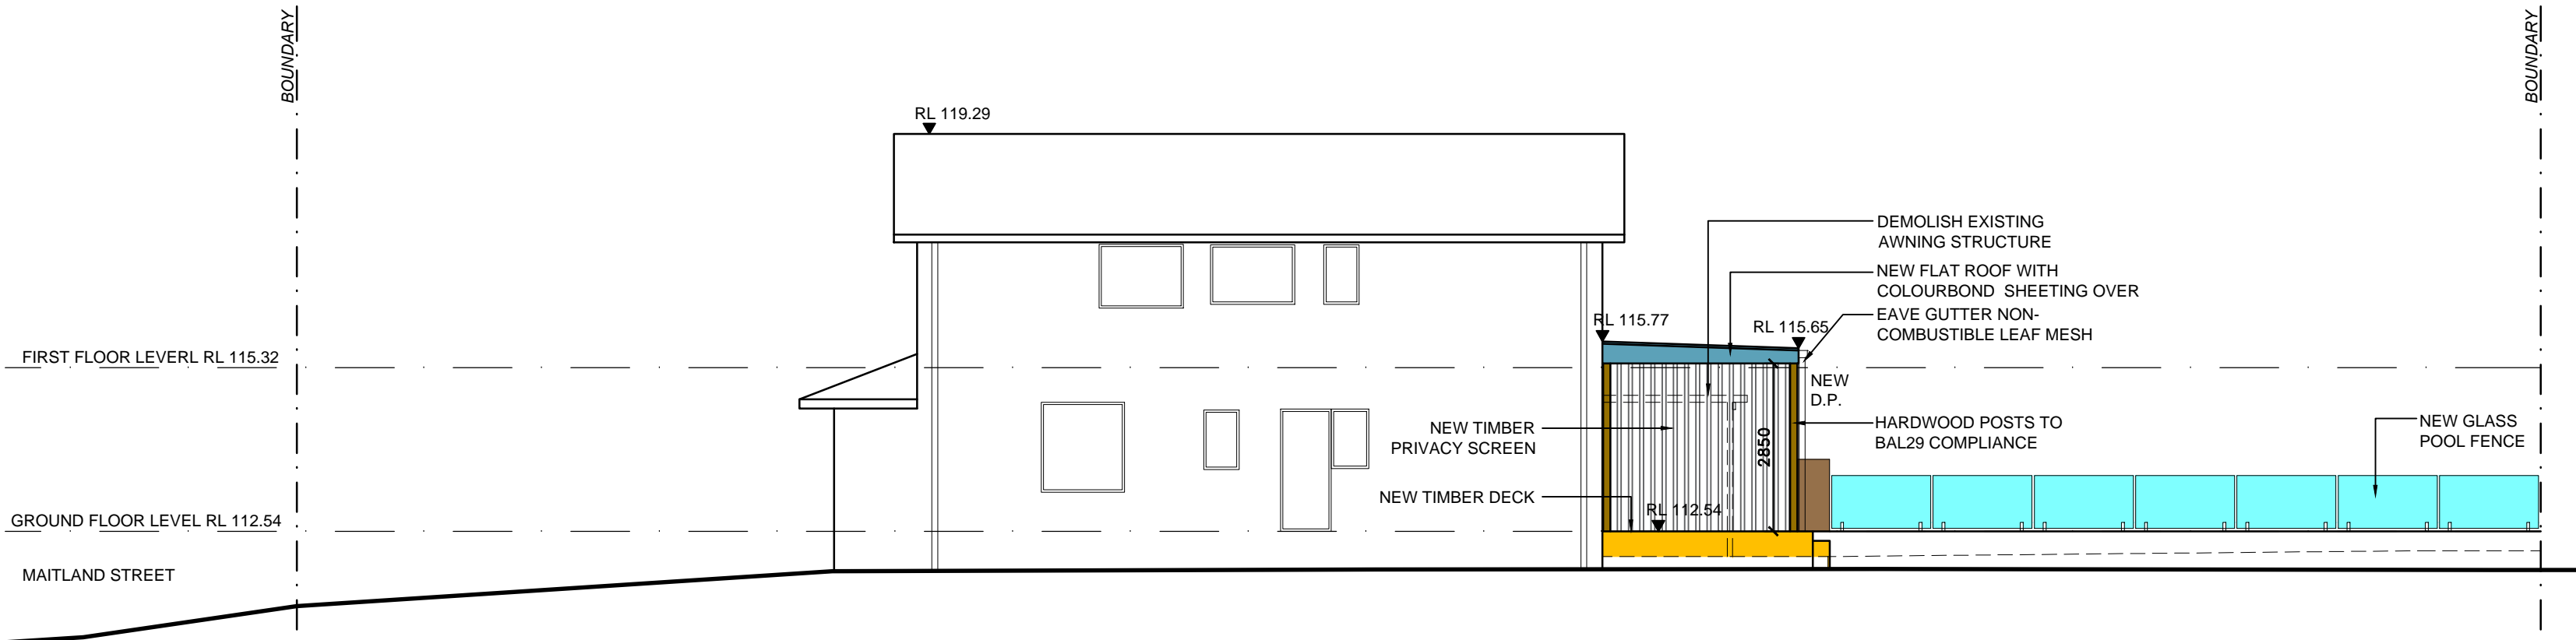 BOUNDARY
BOUNDARY
RL 119.29
DEMOLISH EXISTING
AWNING STRUCTURE
NEW FLAT ROOF WITH
COLOURBOND SHEETING OVER
EAVE GUTTER NON-
COMBUSTIBLE LEAF MESH
RL 115.77
RL 115.65
FIRST FLOOR LEVERL RL 115.32
NEW
D.P.
HARDWOOD POSTS TO
BAL29 COMPLIANCE
NEW GLASS
POOL FENCE
NEW TIMBER
PRIVACY SCREEN
2850
NEW TIMBER DECK
RL 112.54
GROUND FLOOR LEVEL RL 112.54
MAITLAND STREET